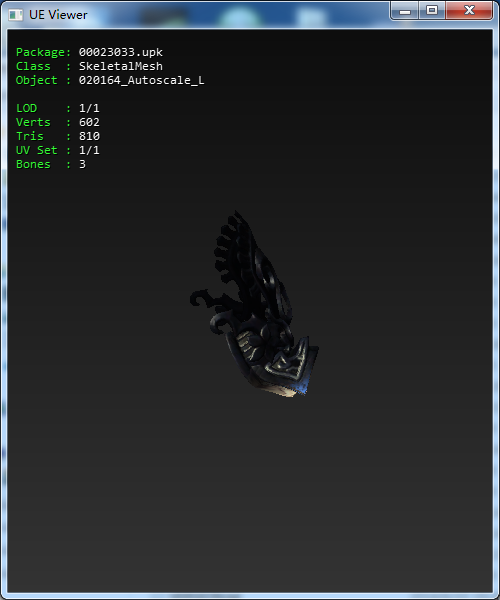 UE Viewer
Package: 00023033.upk
Class : SkeletalMesh
Object : 020164_Autoscale_L
LOD : 1/1
Verts : 602
Tris : 810
UV Set : 1/1
Bones : 3